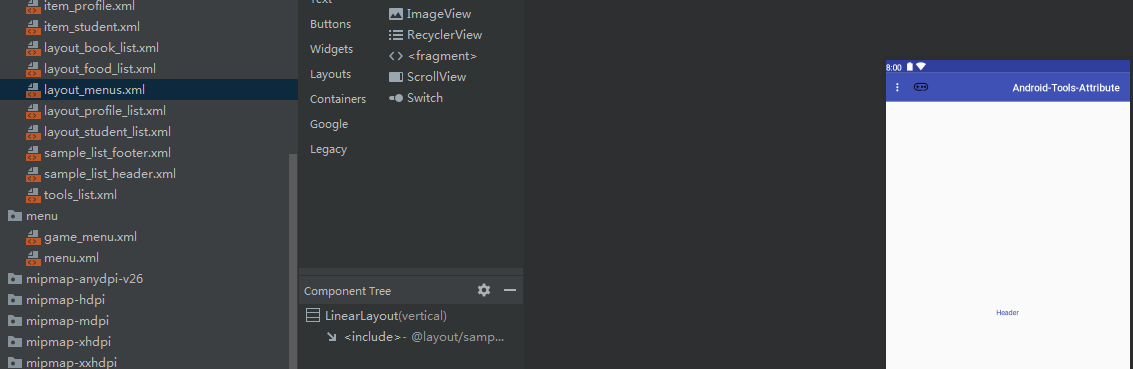 item_profile.xml
item_student.xml
layout_book_list.xml
layout_food_list.xml
layout_menus.xml
layout_profile_list.xml
layout_student_list.xml
sample_list_footer.xml
sample_list_header.xml
tools_list.xml
menu
game_menu.xml
menu.xml
mipmap-anydpi-v26
mipmap-hdpi
mipmap-mdpi
mipmap-xhdpi
mipmap-xxhdpi
Text
Buttons
Widgets
Layouts
Containers
Google
Legacy
ImageView
RecyclerView
<fragment>
ScrollView
Switch
Component Tree
LinearLayout(vertical)
<include>- @layout/samp...
8:00
Android-Tools-Attribute
Header